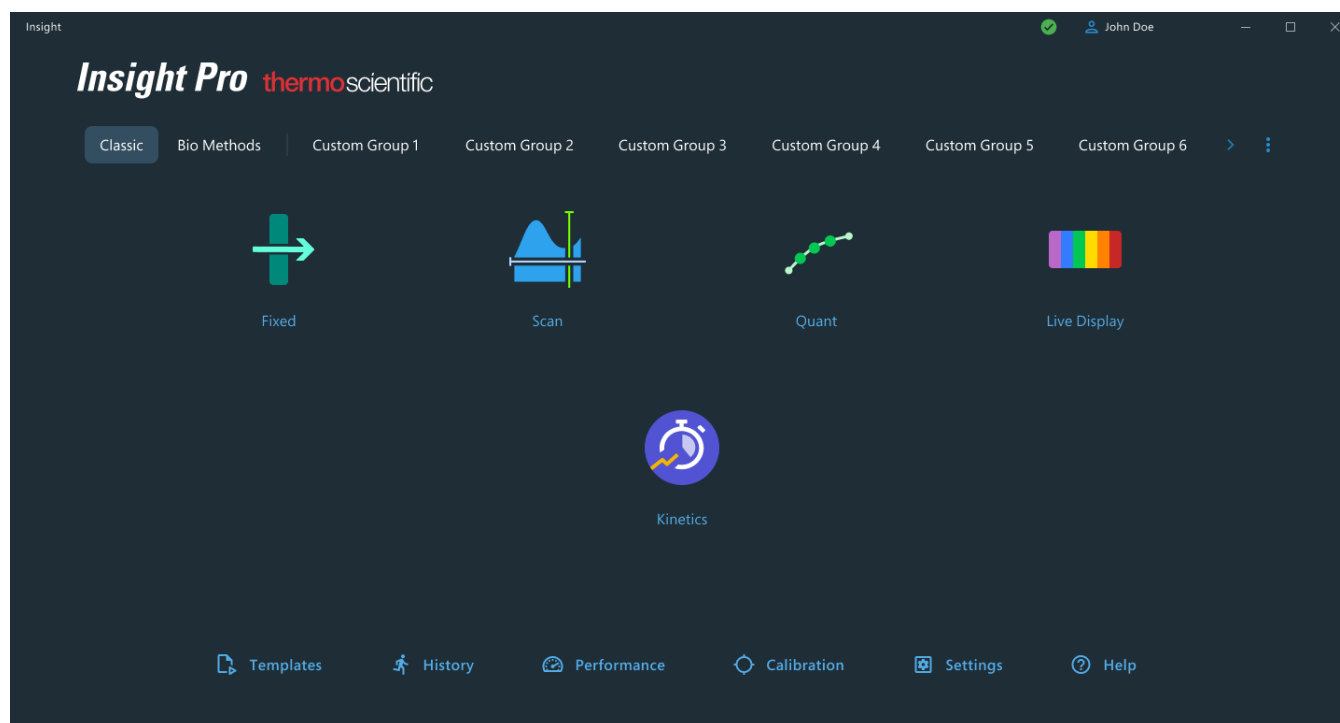 Insight
John Doe
Insight Pro thermoscientific
Classic Bio Methods Custom Group 1 Custom Group 2 Custom Group 3 Custom Group 4 Custom Group 5 Custom Group 6
Fixed Scan Quant Live Display
Kinetics
Templates History Performance Calibration Settings Help